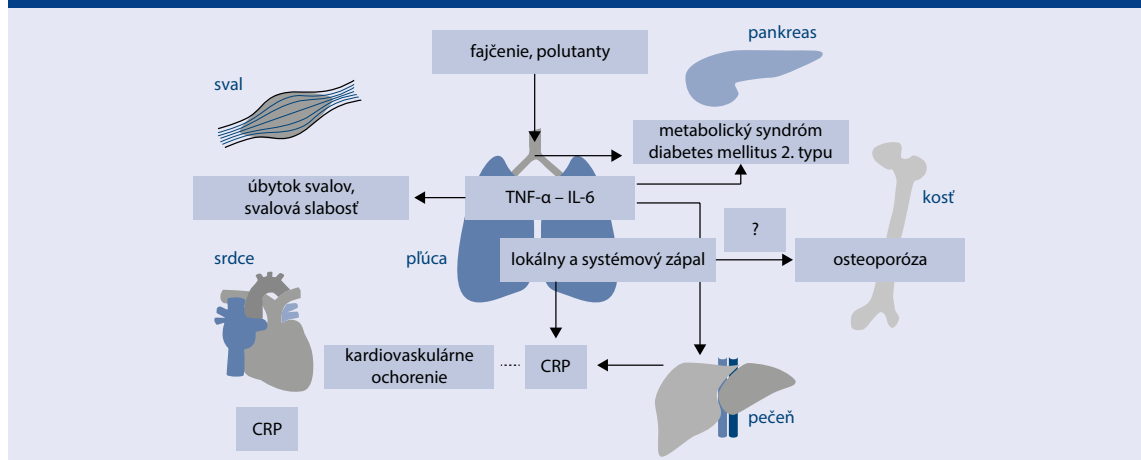 fajčenie, polutanty
pankreas
sval
metabolický syndróm
diabetes mellitus 2. typu
úbytok svalov,
svalová slabosť
TNF-α – IL-6
kosť
?
srdce
pľúca
lokálny a systémový zápal
osteoporóza
kardiovaskulárne
ochorenie
CRP
pečeň
CRP